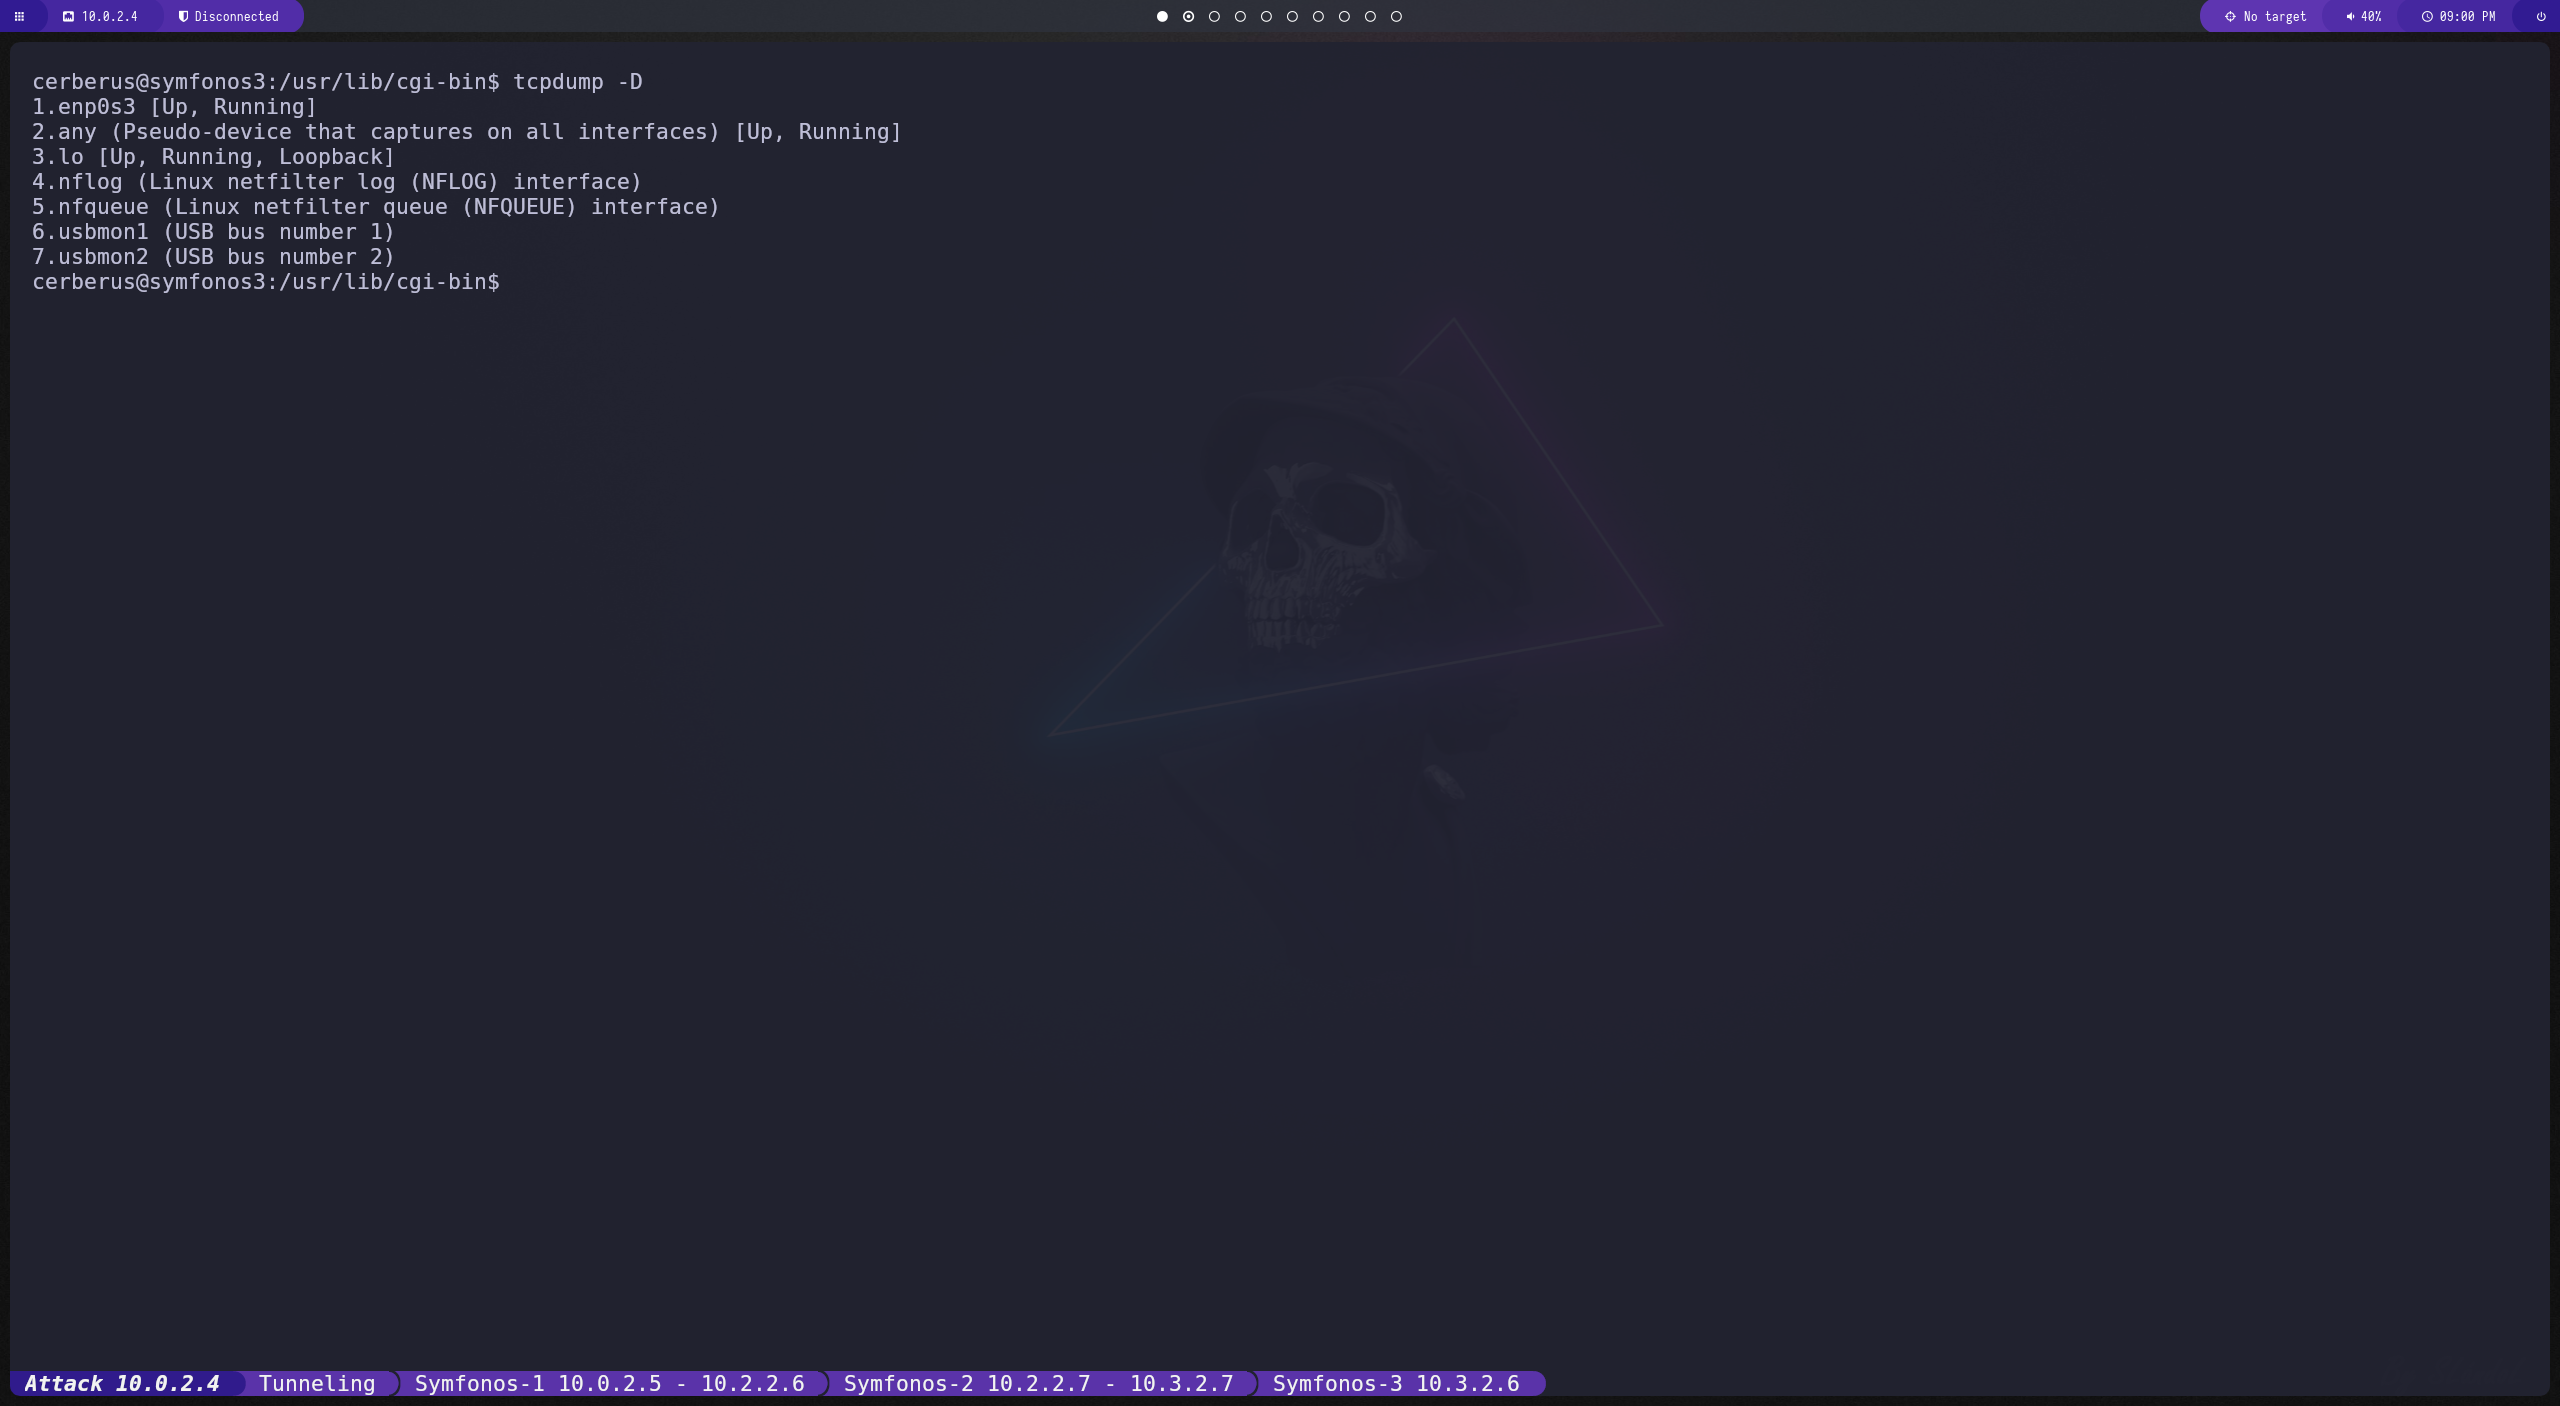 10.0.2.4 Disconnected No target 40% 09:00 PM
cerberus@symfonos3:/usr/lib/cgi-bin$ tcpdump -D
1.enp0s3 [Up, Running]
2.any (Pseudo-device that captures on all interfaces) [Up, Running]
3.lo [Up, Running, Loopback]
4.nflog (Linux netfilter log (NFLOG) interface)
5.nfqueue (Linux netfilter queue (NFQUEUE) interface)
6.usbmon1 (USB bus number 1)
7.usbmon2 (USB bus number 2)
cerberus@symfonos3:/usr/lib/cgi-bin$
Attack 10.0.2.4 Tunneling Symfonos-1 10.0.2.5 - 10.2.2.6 Symfonos-2 10.2.2.7 - 10.3.2.7 Symfonos-3 10.3.2.6